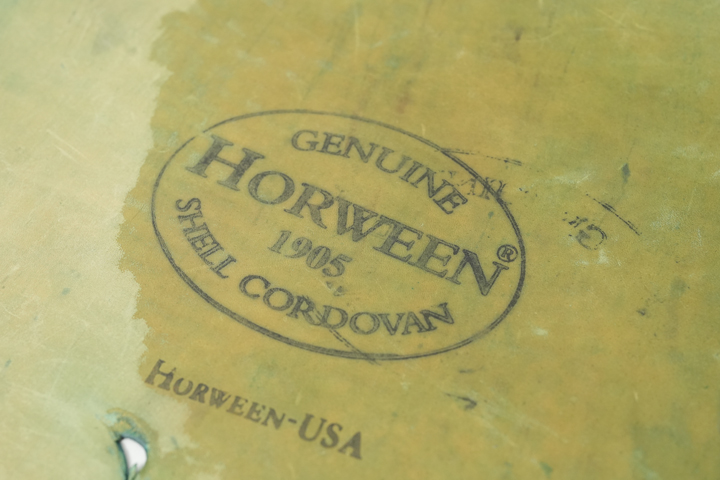 GENUINE
HORWEEN®
1905
SHELL CORDOVAN
HORWEEN-USA